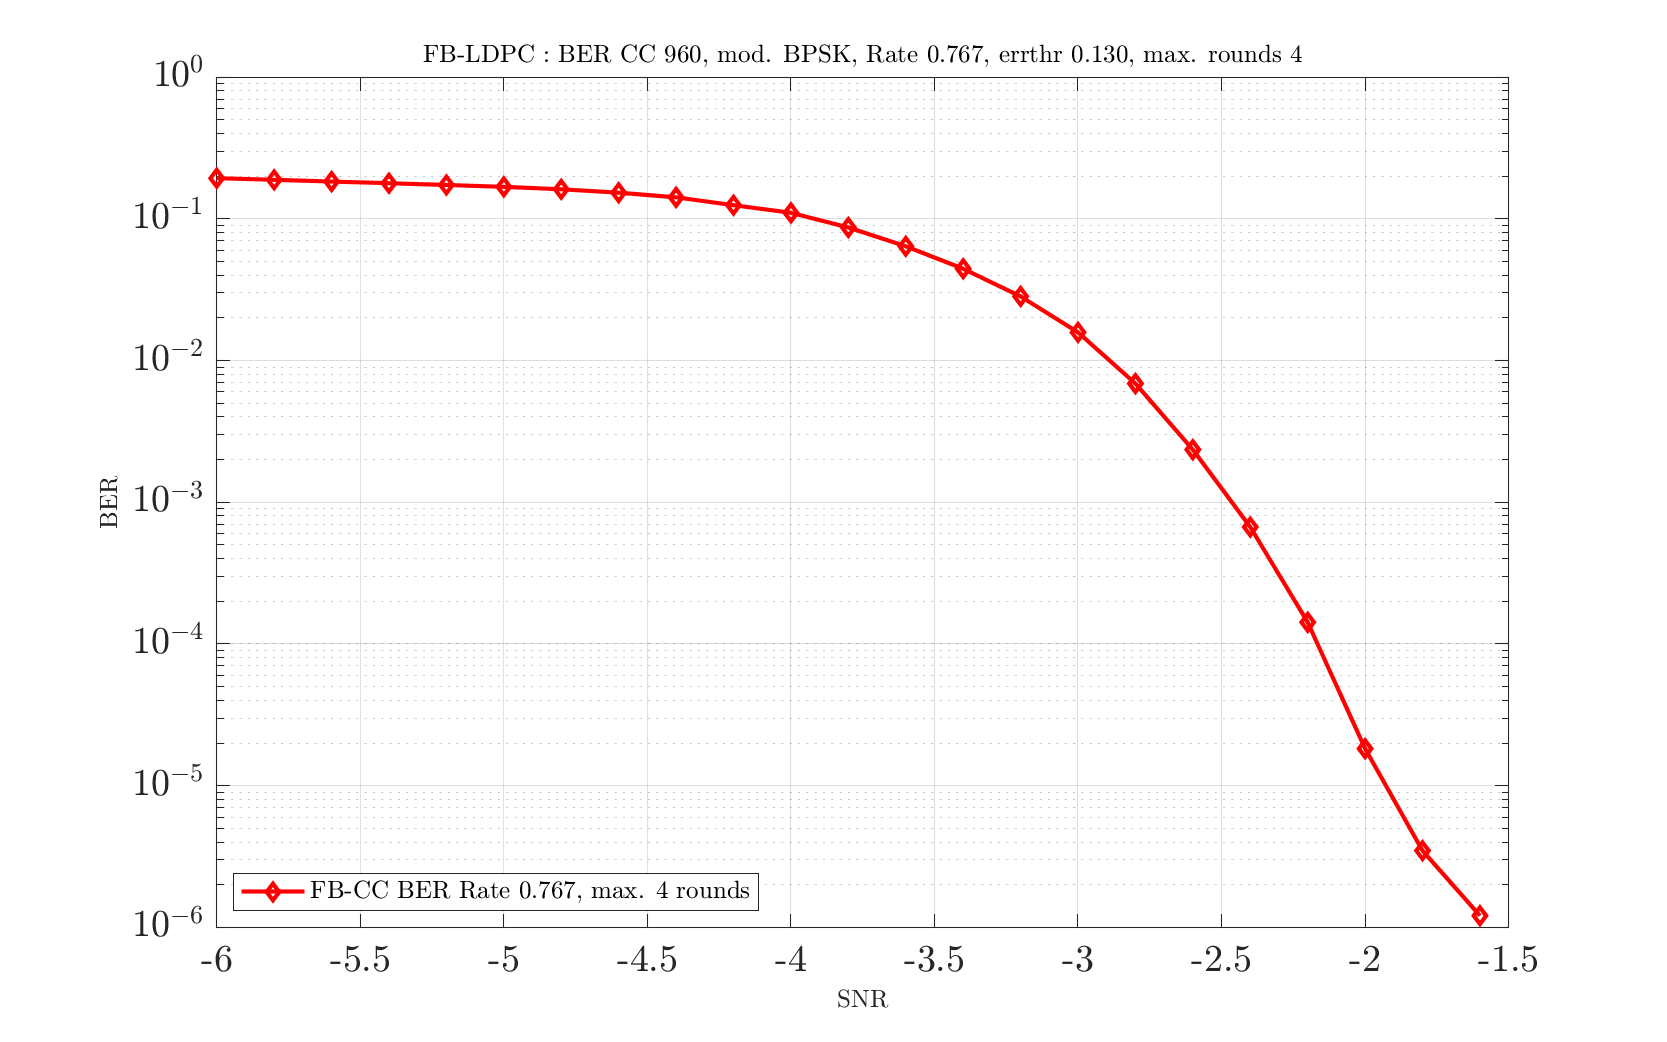 FB-LDPC : BER CC 960, mod. BPSK, Rate 0.767, errthr 0.130, max. rounds 4
10^0
10^−1
10^−2
10^−3
10^−4
10^−5
10^−6
BER
FB-CC BER Rate 0.767, max. 4 rounds
-6 -5.5 -5 -4.5 -4 -3.5 -3 -2.5 -2 -1.5
SNR